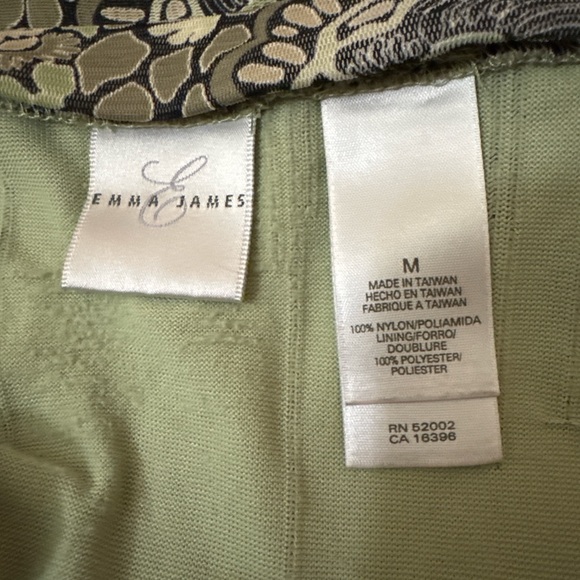 E
EMMA JAMES
M
MADE IN TAIWAN
HECHO EN TAIWAN
FABRIQUE A TAIWAN
100% NYLON/POLIAMIDA
LINING/FORRO/
DOUBLURE
100% POLYESTER/
POLIESTER
RN 52002
CA 16396